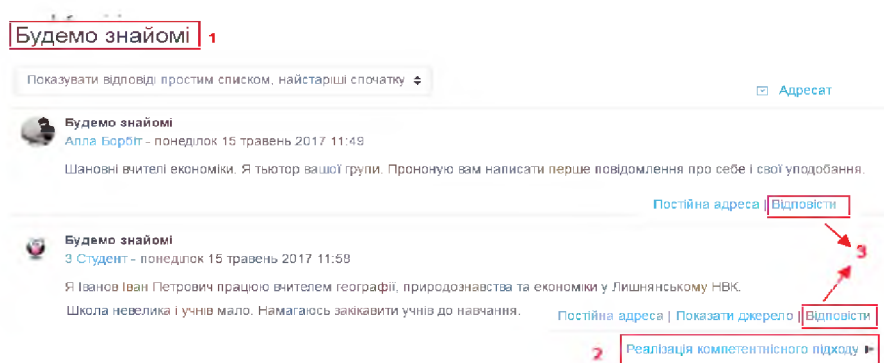 Будемо знайомі 1
Показувати відповіді простим списком, найстаріші спочатку
Адресат
Будемо знайомі
Алла Борбіт - понеділок 15 травень 2017 11:49
Шановні вчителі економіки. Я тьютор вашої групи. Пропоную вам написати перше повідомлення про себе і свої уподобання.
Постійна адреса | Відповісти
3
Будемо знайомі
3 Студент - понеділок 15 травень 2017 11:58
Я Іванов Іван Петрович працюю вчителем географії, природознавства та економіки у Лишнянському НВК.
Школа невелика і учнів мало. Намагаюсь закікавити учнів до навчання.
Постійна адреса | Показати джерело | Відповісти
2 Реалізація компетентнісного підходу